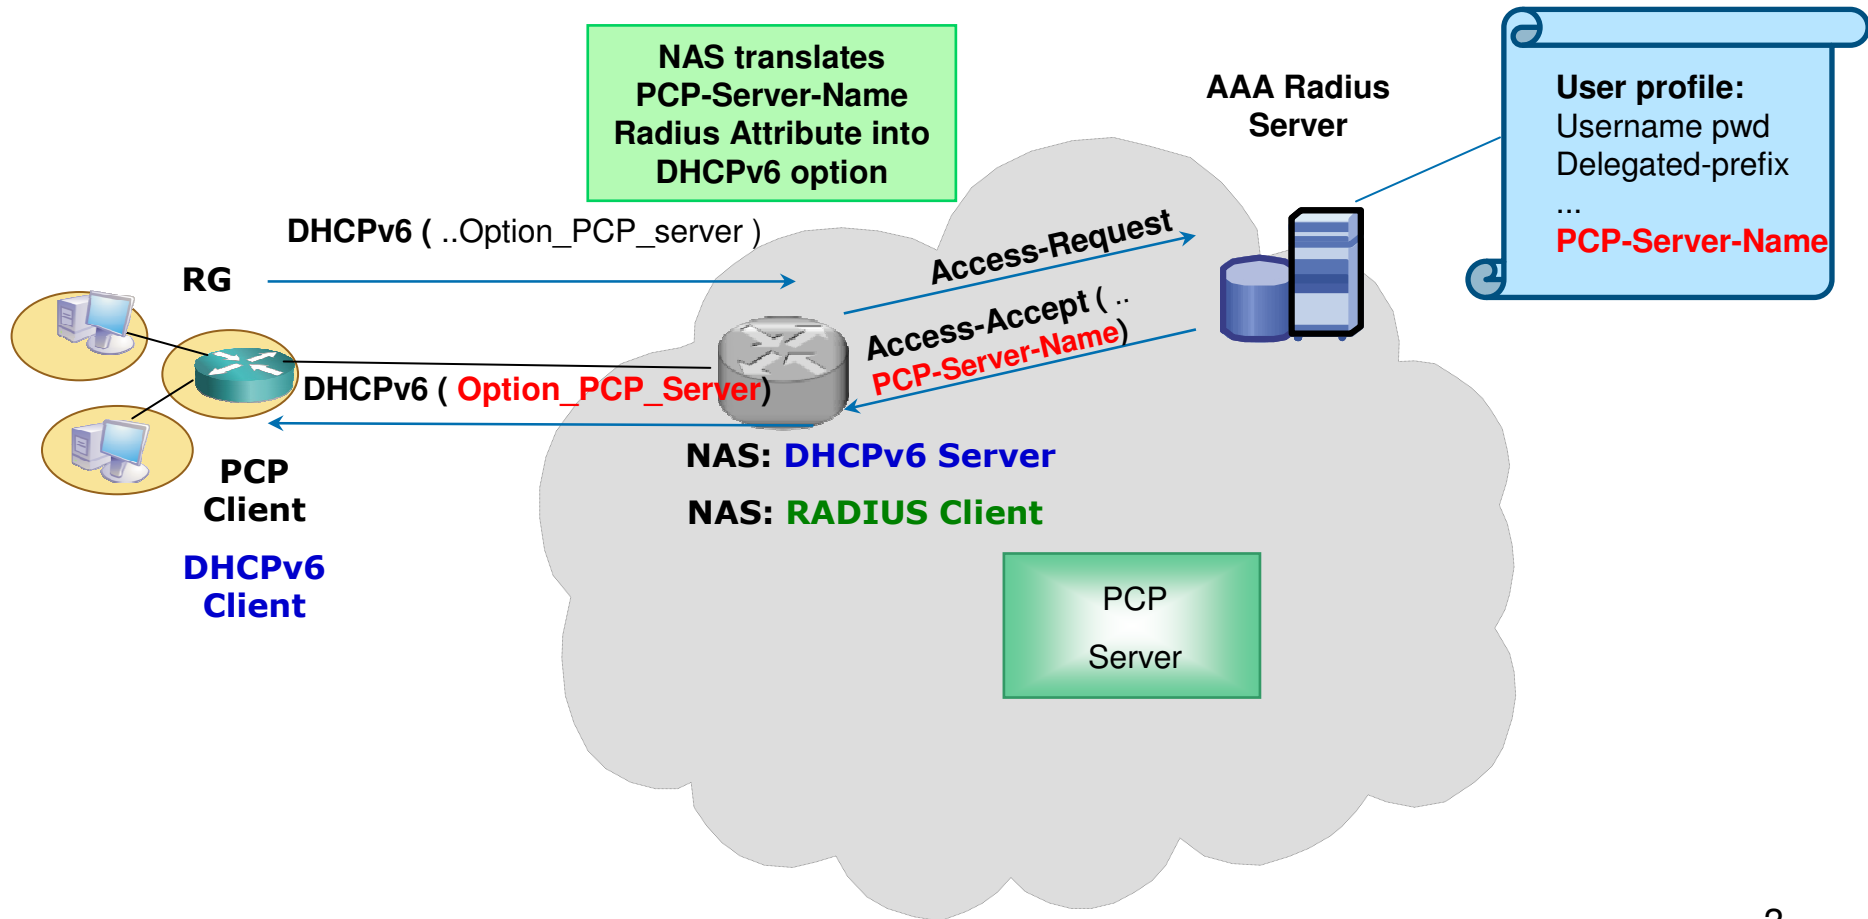 NAS translates
PCP-Server-Name
Radius Attribute into
DHCPv6 option
AAA Radius
Server
User profile:
Username pwd
Delegated-prefix
...
PCP-Server-Name
DHCPv6 ( ..Option_PCP_server )
RG
Access-Request
Access-Accept ( ..
PCP-Server-Name)
DHCPv6 ( Option_PCP_Server)
NAS: DHCPv6 Server
NAS: RADIUS Client
PCP
Client
DHCPv6
Client
PCP
Server